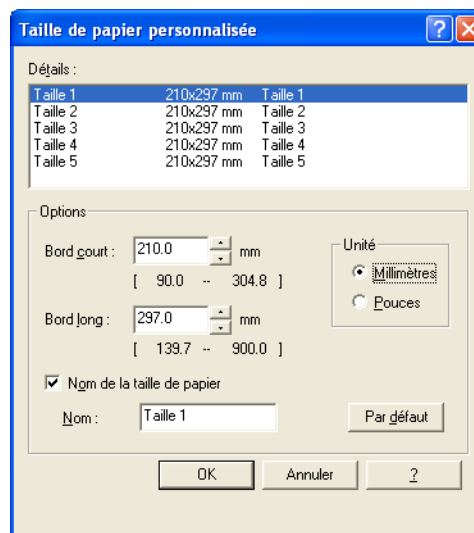 Taille de papier personnalisée
Détails :
Taille 1 210x297 mm Taille 1
Taille 2 210x297 mm Taille 2
Taille 3 210x297 mm Taille 3
Taille 4 210x297 mm Taille 4
Taille 5 210x297 mm Taille 5
Options
Bord court : 210.0 mm
[ 90.0 -- 304.8 ]
Bord long : 297.0 mm
[ 139.7 -- 900.0 ]
Unité
Millimètres
Pouces
Nom de la taille de papier
Nom : Taille 1
Par défaut
OK Annuler ?